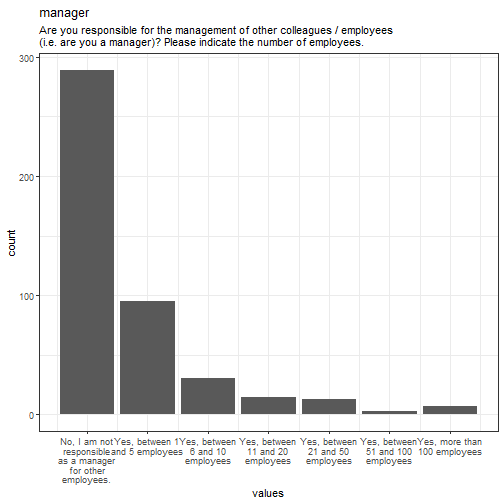 manager
Are you responsible for the management of other colleagues / employees
(i.e. are you a manager)? Please indicate the number of employees.
300
200
100
0
count
No, I am not
responsible
as a manager
for other
employees.
Yes, between 1
and 5 employees
Yes, between
6 and 10
employees
Yes, between
11 and 20
employees
Yes, between
21 and 50
employees
Yes, between
51 and 100
employees
Yes, more than
100 employees
values